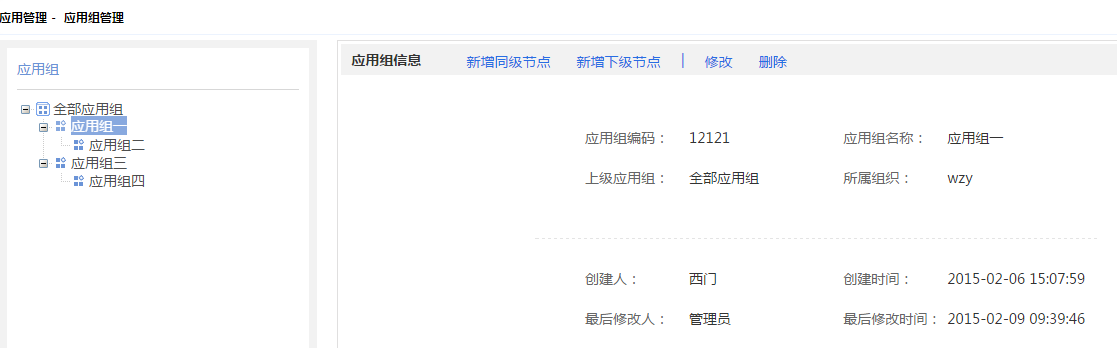 应用管理 - 应用组管理
应用组
全部应用组
应用组一
应用组二
应用组三
应用组四
应用组信息 新增同级节点 新增下级节点 | 修改 删除
应用组编码： 12121 应用组名称： 应用组一
上级应用组： 全部应用组 所属组织： wzy
创建人： 西门 创建时间： 2015-02-06 15:07:59
最后修改人： 管理员 最后修改时间： 2015-02-09 09:39:46